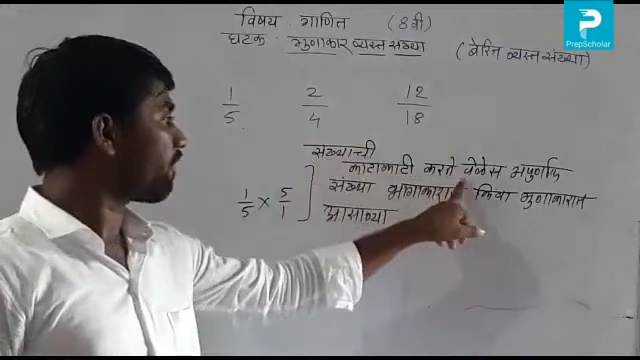 विषय गणित (8वी)
घटक गुणाकार व्यस्त संख्या (बेरिज व्यस्त संख्या)
PrepScholar
1/5 2/4 12/18
संख्याची
काटाकाटी करते वेळेस अपुर्णांक
संख्या भागाकारात किंवा गुणाकारात
1/5 × 5/1 ] असाव्या